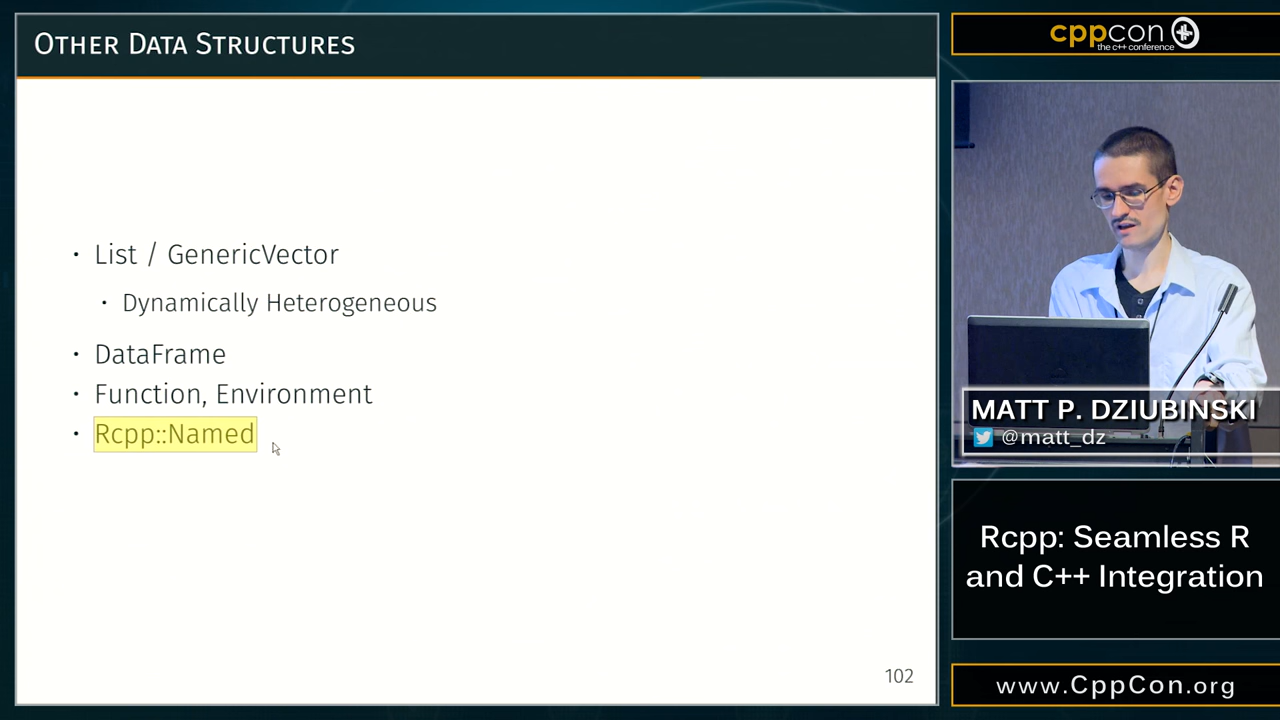 OTHER DATA STRUCTURES
• List / GenericVector
• Dynamically Heterogeneous
• DataFrame
• Function, Environment
• Rcpp::Named
102
cppcon
the c++ conference
MATT P. DZIUBINSKI
@matt_dz
Rcpp: Seamless R
and C++ Integration
www.CppCon.org